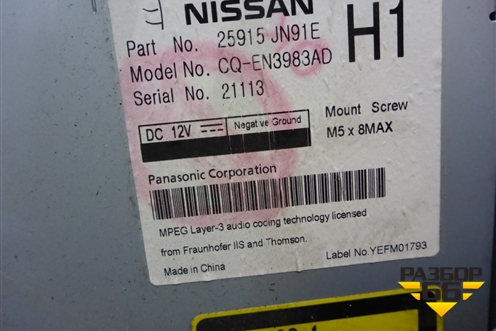 NISSAN
Part No. 25915 JN91E
H1
Model No. CQ-EN3983AD
Serial No. 21113
DC 12V
Negative Ground
Mount Screw
M5 x 8MAX
Panasonic Corporation
MPEG Layer-3 audio coding technology licensed
from Fraunhofer IIS and Thomson.
Made in China
Label No.YEFM01793
РАЗБОР
66